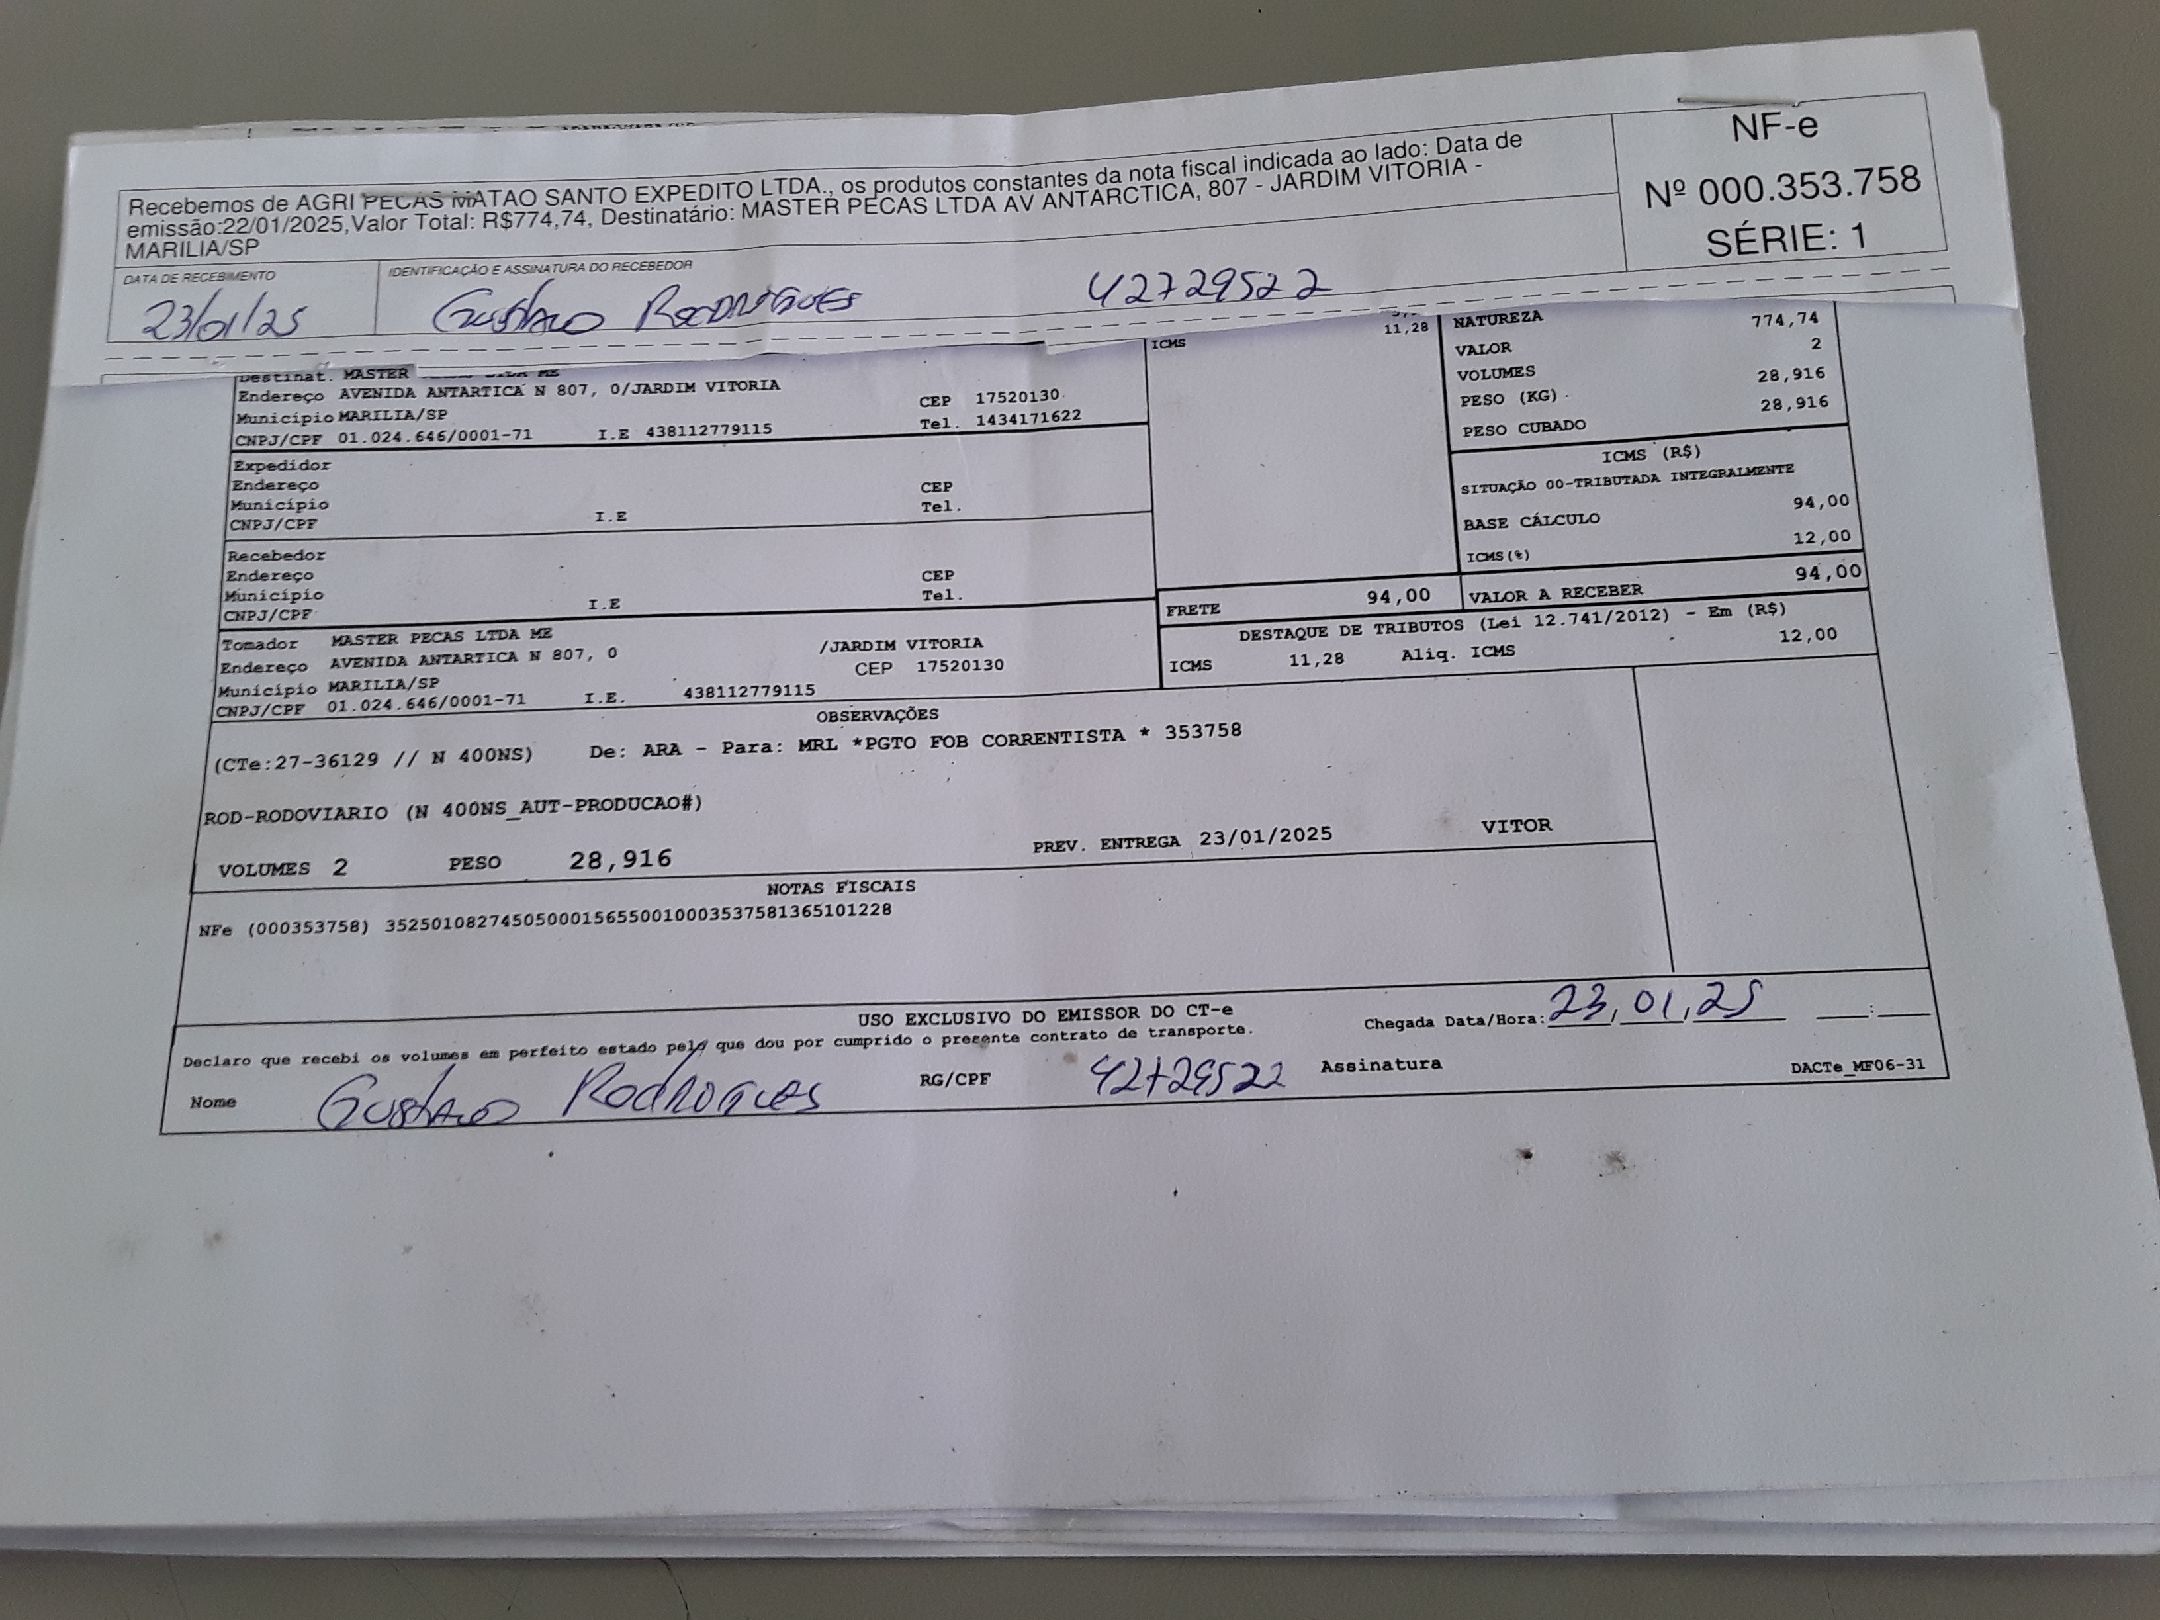 Recebemos de AGRI PECAS MATAO SANTO EXPEDITO LTDA., os produtos constantes da nota fiscal indicada ao lado: Data de
emissão:22/01/2025,Valor Total: R$774,74, Destinatário: MASTER PECAS LTDA AV ANTARCTICA, 807 - JARDIM VITORIA -
MARILIA/SP
NF-e
Nº 000.353.758
SÉRIE: 1
DATA DE RECEBIMENTO
23/01/25
IDENTIFICAÇÃO E ASSINATURA DO RECEBEDOR
Gustavo Rodrigues 42729522
Destinat. MASTER
Endereço AVENIDA ANTARTICA N 807, 0/JARDIM VITORIA CEP 17520130
Município MARILIA/SP Tel. 1434171622
CNPJ/CPF 01.024.646/0001-71 I.E 438112779115
Expedidor
Endereço CEP
Município Tel.
CNPJ/CPF I.E
Recebedor
Endereço CEP
Município Tel.
CNPJ/CPF I.E
Tomador MASTER PECAS LTDA ME
Endereço AVENIDA ANTARTICA N 807, 0 /JARDIM VITORIA
Município MARILIA/SP CEP 17520130
CNPJ/CPF 01.024.646/0001-71 I.E. 438112779115
ICMS 11,28
NATUREZA
VALOR 774,74
VOLUMES 2
PESO (KG) 28,916
PESO CUBADO 28,916
ICMS (R$)
SITUAÇÃO 00-TRIBUTADA INTEGRALMENTE
BASE CÁLCULO 94,00
ICMS(%) 12,00
FRETE 94,00 VALOR A RECEBER 94,00
DESTAQUE DE TRIBUTOS (Lei 12.741/2012) - Em (R$)
ICMS 11,28 Aliq. ICMS 12,00
OBSERVAÇÕES
(CTe:27-36129 // N 400NS) De: ARA - Para: MRL *PGTO FOB CORRENTISTA * 353758
ROD-RODOVIARIO (N 400NS_AUT-PRODUCAO#)
VOLUMES 2 PESO 28,916 PREV. ENTREGA 23/01/2025 VITOR
NOTAS FISCAIS
NFe (000353758) 35250108274505000156550010003537581365101228
USO EXCLUSIVO DO EMISSOR DO CT-e
Declaro que recebi os volumes em perfeito estado pelo que dou por cumprido o presente contrato de transporte.
Chegada Data/Hora: 23,01,25 :
Nome Gustavo Rodrigues RG/CPF 42729522 Assinatura
DACTe_MF06-31